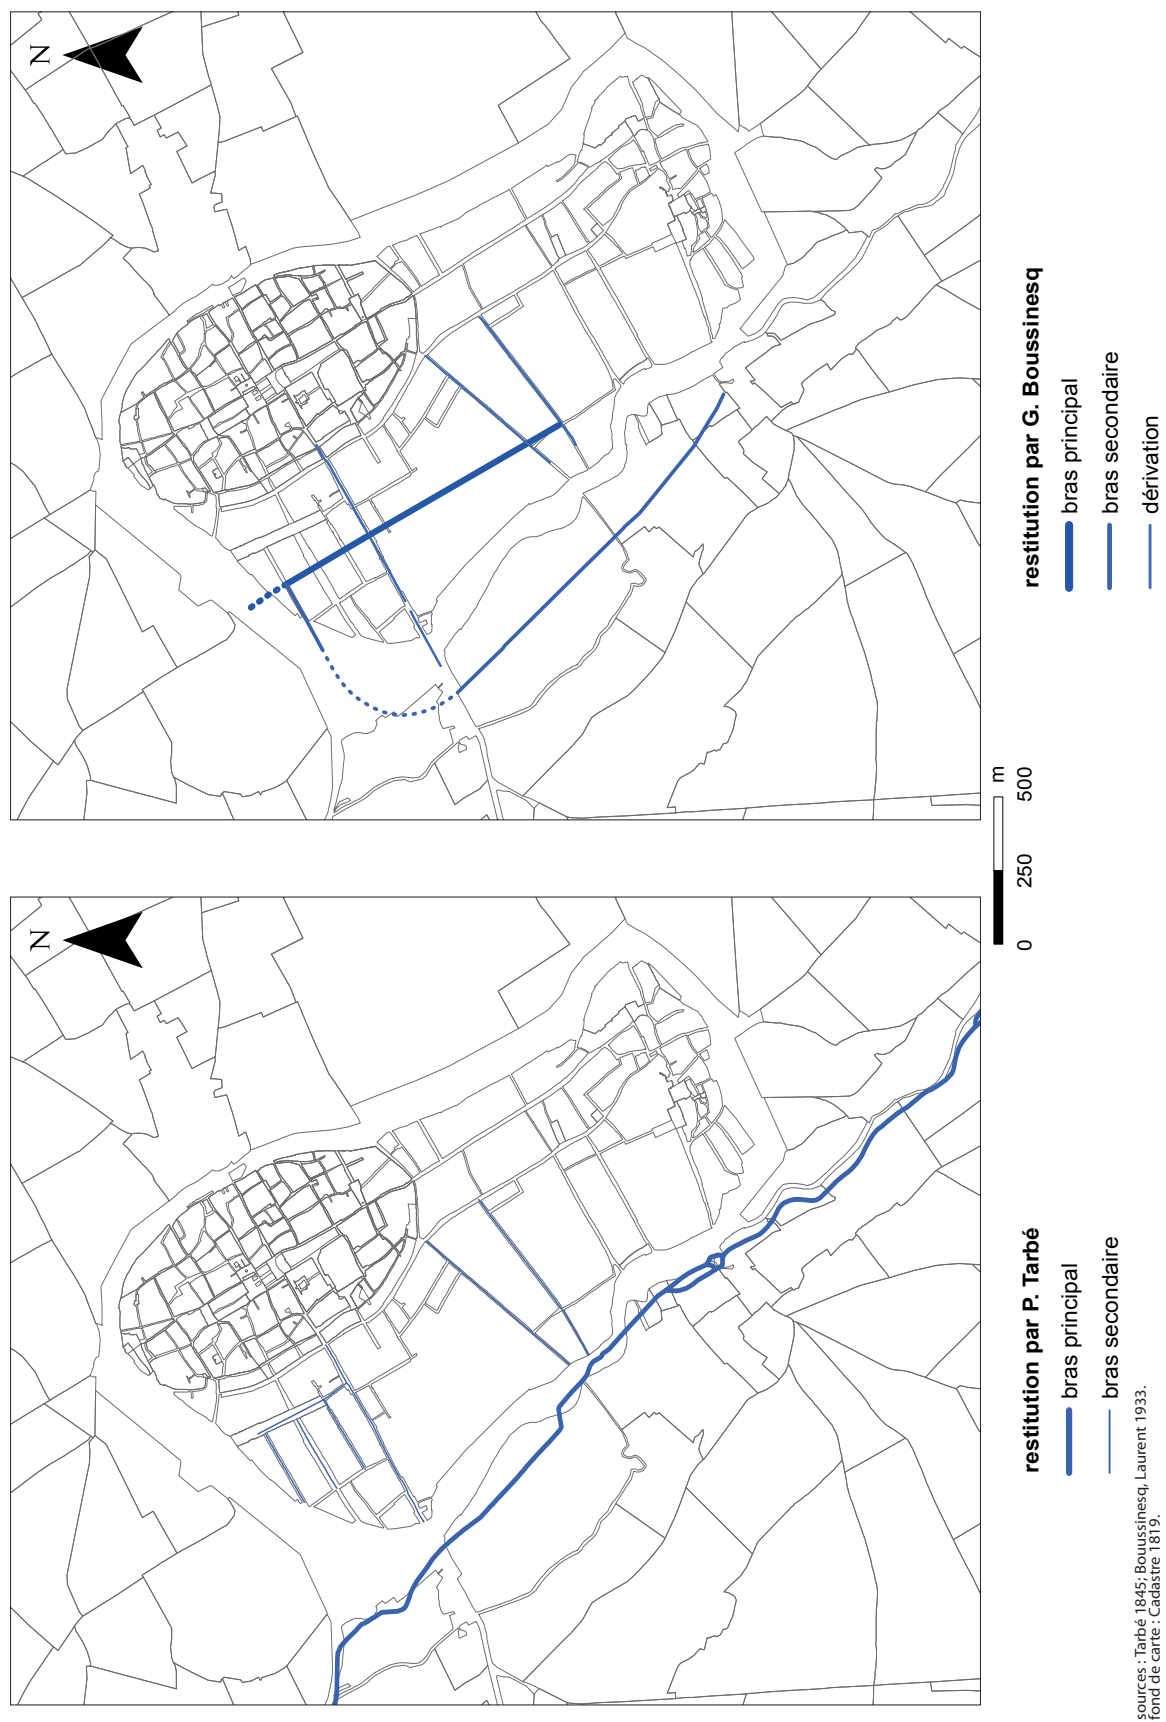 N
N
0 250 500 m
restitution par P. Tarbé
bras principal
bras secondaire
restitution par G. Boussinesq
bras principal
bras secondaire
dérivation
sources : Tarbé 1845; Bouussinesq, Laurent 1933.
fond de carte : Cadastre 1819.